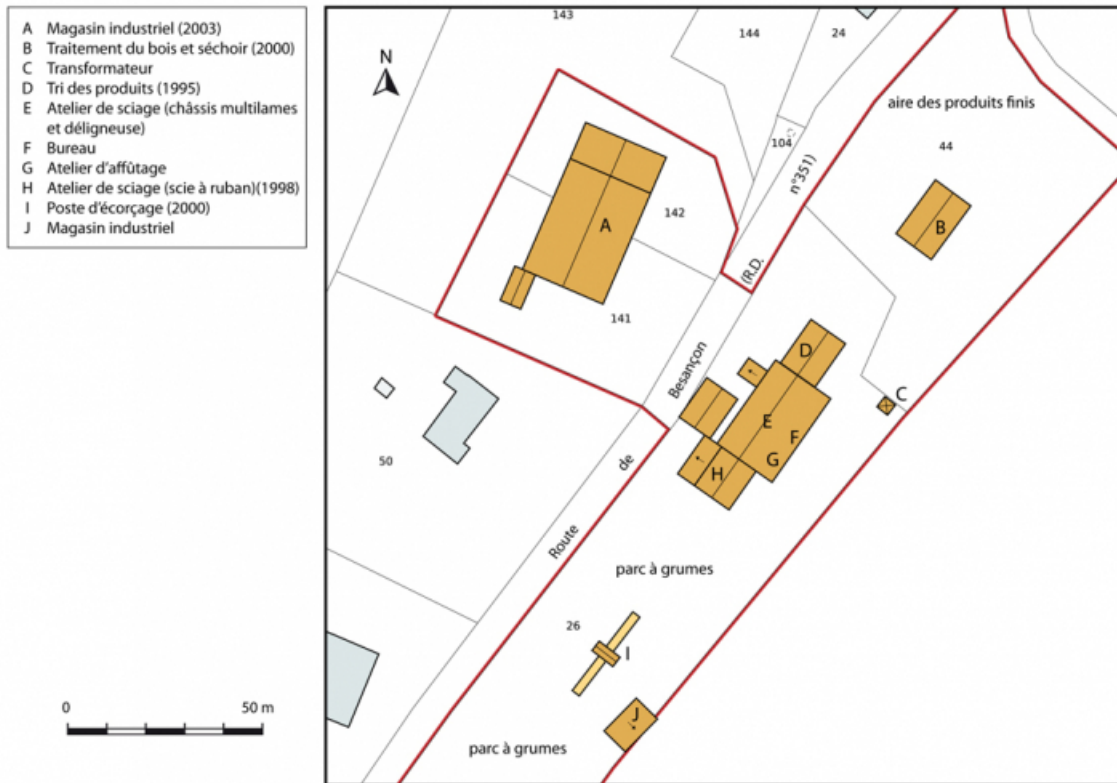 A Magasin industriel (2003)
B Traitement du bois et séchoir (2000)
C Transformateur
D Tri des produits (1995)
E Atelier de sciage (châssis multilames
et déligneuse)
F Bureau
G Atelier d'affûtage
H Atelier de sciage (scie à ruban)(1998)
I Poste d'écorçage (2000)
J Magasin industriel
0 50 m
N
143
144
24
104
aire des produits finis
44
142
A
B
141
n°351)
(R.D.
Besançon
de
Route
D
C
E
F
G
H
50
parc à grumes
26
I
J
parc à grumes